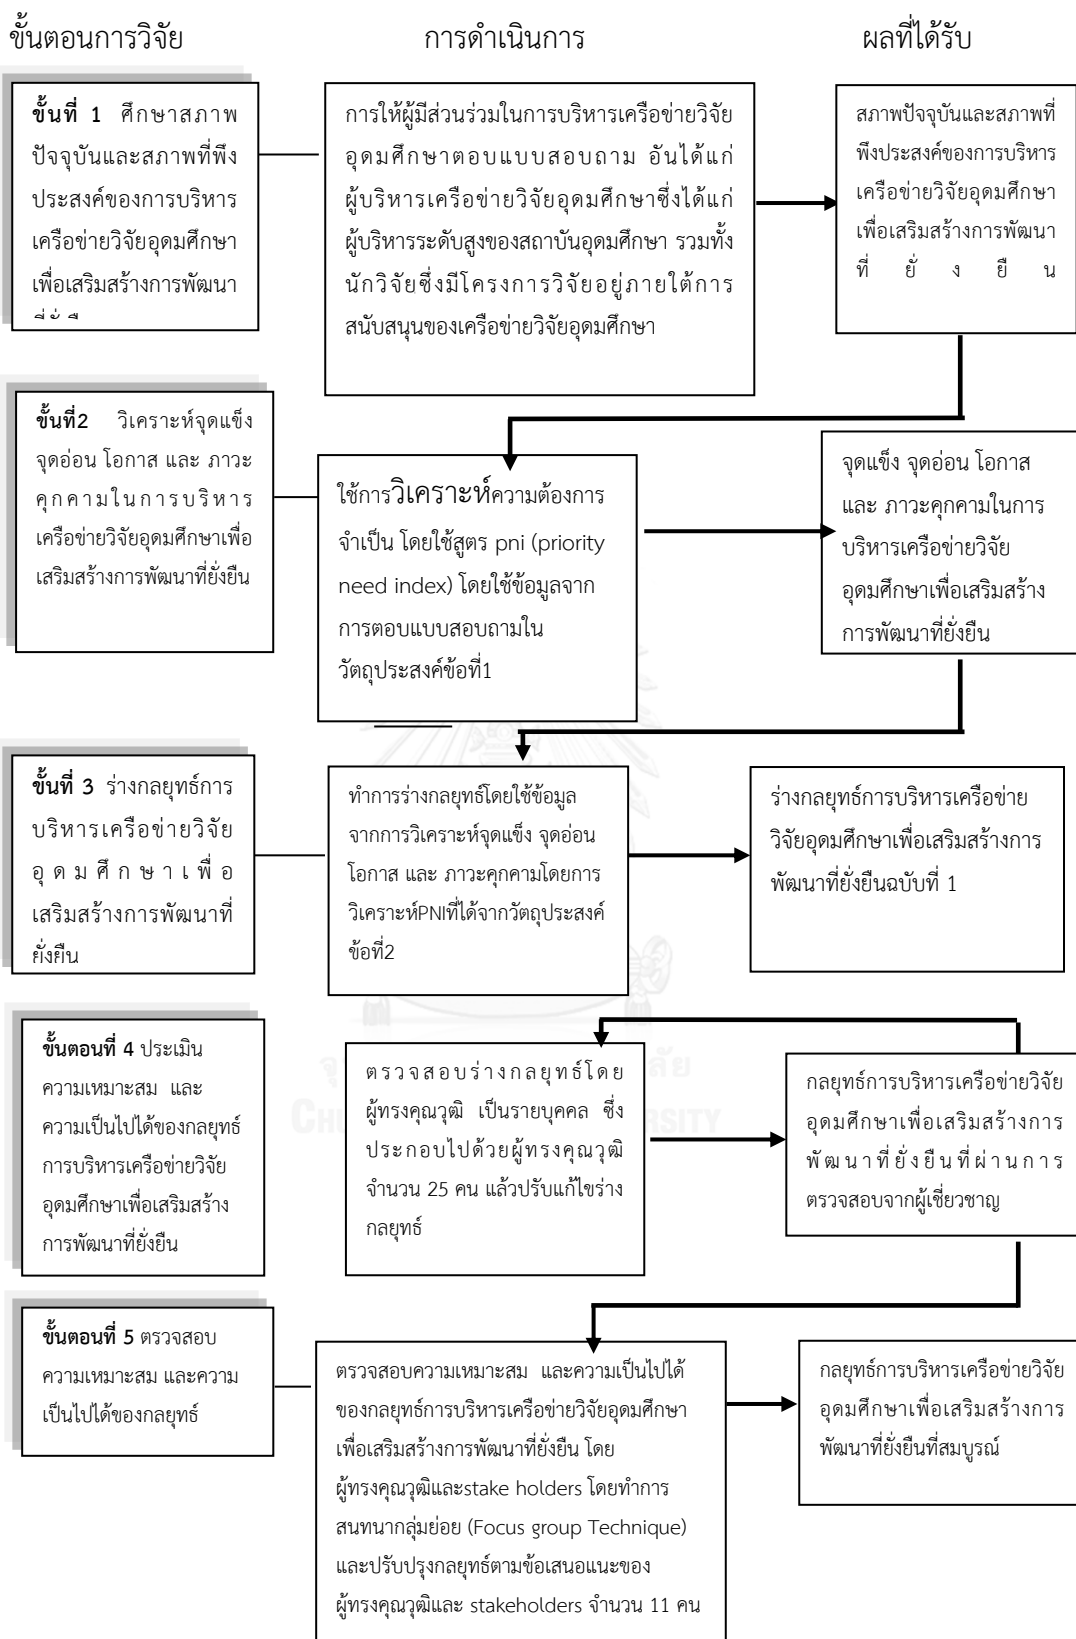 ขั้นตอนการวิจัย
การดำเนินการ
ผลที่ได้รับ
ขั้นที่ 1 ศึกษาสภาพ
ปัจจุบันและสภาพที่พึง
ประสงค์ของการบริหาร
เครือข่ายวิจัยอุดมศึกษา
เพื่อเสริมสร้างการพัฒนา
ที่ยั่งยืน
การให้ผู้มีส่วนร่วมในการบริหารเครือข่ายวิจัย
อุดมศึกษาตอบแบบสอบถาม อันได้แก่
ผู้บริหารเครือข่ายวิจัยอุดมศึกษาซึ่งได้แก่
ผู้บริหารระดับสูงของสถาบันอุดมศึกษา รวมทั้ง
นักวิจัยซึ่งมีโครงการวิจัยอยู่ภายใต้การ
สนับสนุนของเครือข่ายวิจัยอุดมศึกษา
สภาพปัจจุบันและสภาพที่
พึงประสงค์ของการบริหาร
เครือข่ายวิจัยอุดมศึกษา
เพื่อเสริมสร้างการพัฒนา
ที่ ยั่ ง ยื น
ขั้นที่2 วิเคราะห์จุดแข็ง
จุดอ่อน โอกาส และ ภาวะ
คุกคามในการบริหาร
เครือข่ายวิจัยอุดมศึกษาเพื่อ
เสริมสร้างการพัฒนาที่ยั่งยืน
ใช้การวิเคราะห์ความต้องการ
จำเป็น โดยใช้สูตร pni (priority
need index) โดยใช้ข้อมูลจาก
การตอบแบบสอบถามใน
วัตถุประสงค์ข้อที่1
จุดแข็ง จุดอ่อน โอกาส
และ ภาวะคุกคามในการ
บริหารเครือข่ายวิจัย
อุดมศึกษาเพื่อเสริมสร้าง
การพัฒนาที่ยั่งยืน
ขั้นที่ 3 ร่างกลยุทธ์การ
บริหารเครือข่ายวิจัย
อุดมศึกษาเพื่อ
เสริมสร้างการพัฒนาที่
ยั่งยืน
ทำการร่างกลยุทธ์โดยใช้ข้อมูล
จากการวิเคราะห์จุดแข็ง จุดอ่อน
โอกาส และ ภาวะคุกคามโดยการ
วิเคราะห์PNIที่ได้จากวัตถุประสงค์
ข้อที่2
ร่างกลยุทธ์การบริหารเครือข่าย
วิจัยอุดมศึกษาเพื่อเสริมสร้างการ
พัฒนาที่ยั่งยืนฉบับที่ 1
ขั้นตอนที่ 4 ประเมิน
ความเหมาะสม และ
ความเป็นไปได้ของกลยุทธ์
การบริหารเครือข่ายวิจัย
อุดมศึกษาเพื่อเสริมสร้าง
การพัฒนาที่ยั่งยืน
ตรวจสอบร่างกลยุทธ์โดย
ผู้ทรงคุณวุฒิ เป็นรายบุคคล ซึ่ง
ประกอบไปด้วยผู้ทรงคุณวุฒิ
จำนวน 25 คน แล้วปรับแก้ไขร่าง
กลยุทธ์
กลยุทธ์การบริหารเครือข่ายวิจัย
อุดมศึกษาเพื่อเสริมสร้างการ
พัฒนาที่ยั่งยืนที่ผ่านการ
ตรวจสอบจากผู้เชี่ยวชาญ
ขั้นตอนที่ 5 ตรวจสอบ
ความเหมาะสม และความ
เป็นไปได้ของกลยุทธ์
ตรวจสอบความเหมาะสม และความเป็นไปได้
ของกลยุทธ์การบริหารเครือข่ายวิจัยอุดมศึกษา
เพื่อเสริมสร้างการพัฒนาที่ยั่งยืน โดย
ผู้ทรงคุณวุฒิและstake holders โดยทำการ
สนทนากลุ่มย่อย (Focus group Technique)
และปรับปรุงกลยุทธ์ตามข้อเสนอแนะของ
ผู้ทรงคุณวุฒิและ stakeholders จำนวน 11 คน
กลยุทธ์การบริหารเครือข่ายวิจัย
อุดมศึกษาเพื่อเสริมสร้างการ
พัฒนาที่ยั่งยืนที่สมบูรณ์